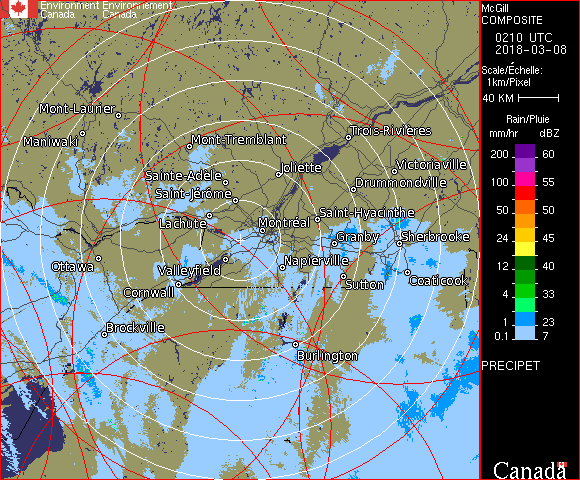 Environment Environnement
Canada Canada
McGill
COMPOSITE
0210 UTC
2018-03-08
Scale/Échelle:
1km/Pixel
40 KM
Rain/Pluie
mm/hr dBZ
200 60
100 55
50 50
24 45
12 40
4 33
1 23
0.1 7
PRECIPET
Canada
Mont-Laurier
Maniwaki
Mont-Tremblant
Trois-Rivières
Sainte-Adèle
Joliette
Victoriaville
Saint-Jérôme
Drummondville
Lachute
Montréal
Saint-Hyacinthe
Granby
Sherbrooke
Ottawa
Valleyfield
Napierville
Cornwall
Sutton
Coaticook
Brockville
Burlington